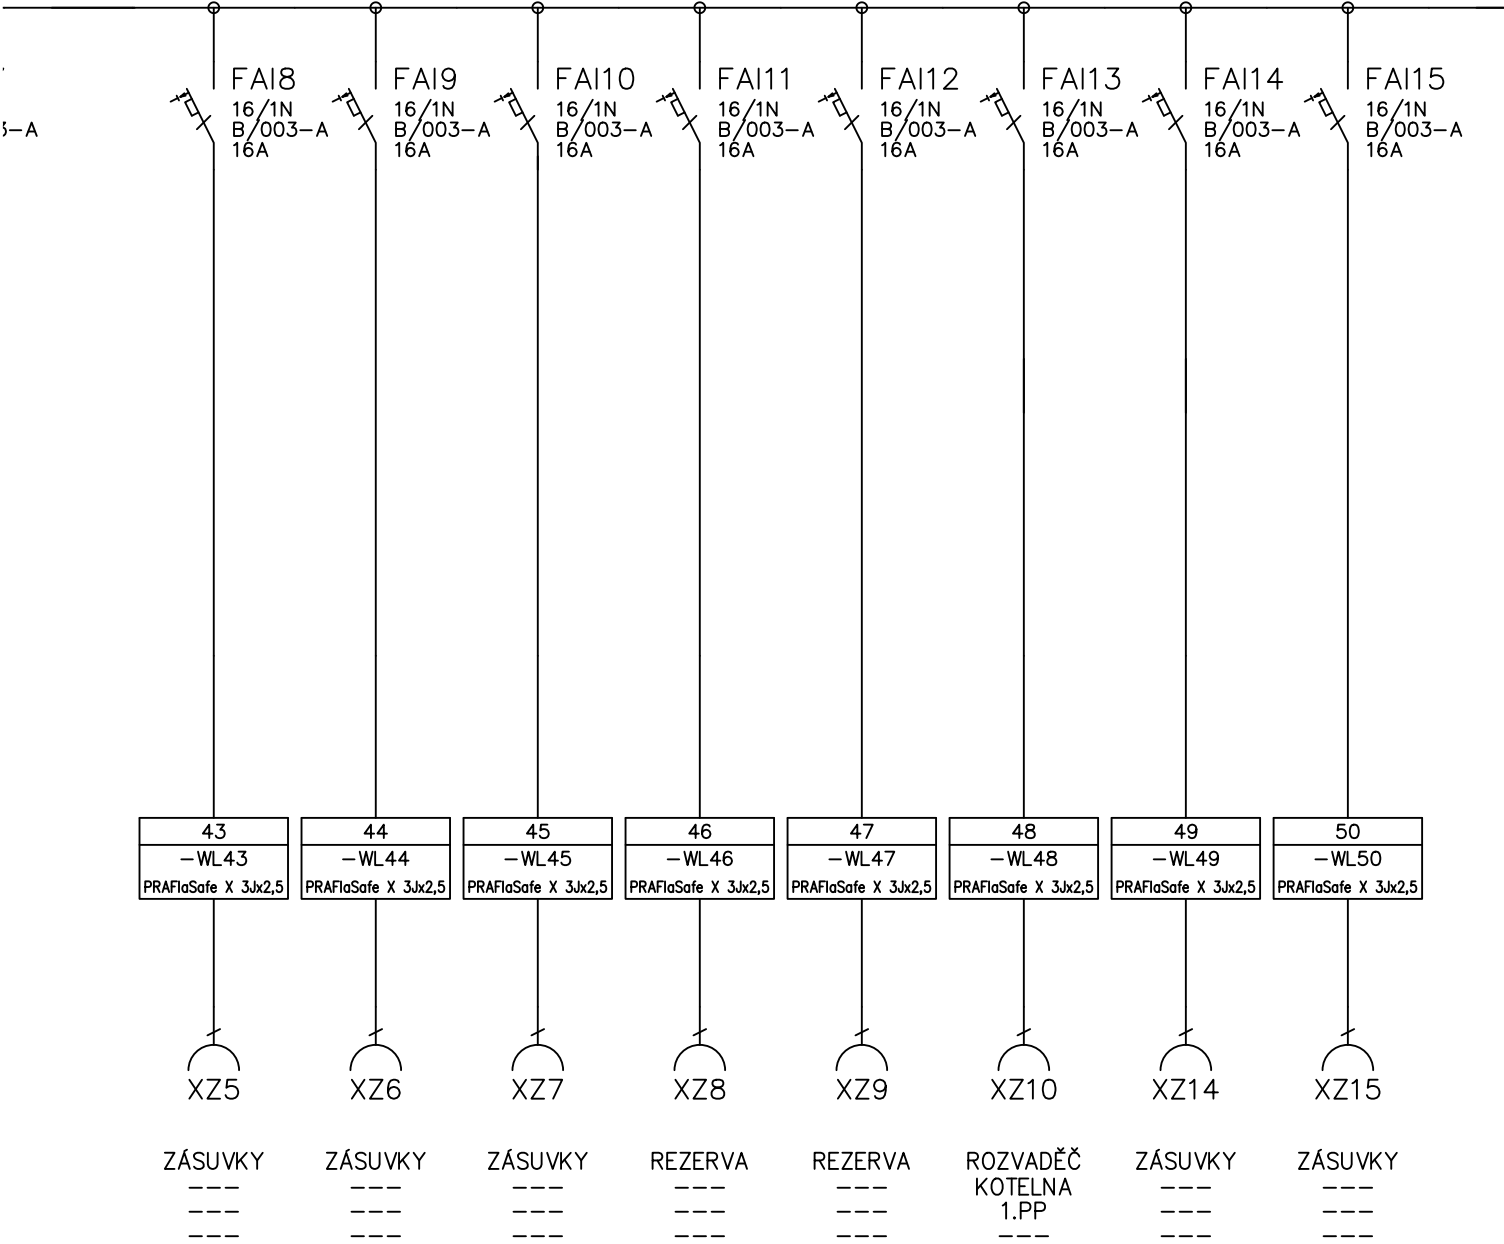 FAI8
16/1N
B/003-A
16A
FAI9
16/1N
B/003-A
16A
FAI10
16/1N
B/003-A
16A
FAI11
16/1N
B/003-A
16A
FAI12
16/1N
B/003-A
16A
FAI13
16/1N
B/003-A
16A
FAI14
16/1N
B/003-A
16A
FAI15
16/1N
B/003-A
16A
3-A
43
-WL43
PRAFlaSafe X 3Jx2,5
44
-WL44
PRAFlaSafe X 3Jx2,5
45
-WL45
PRAFlaSafe X 3Jx2,5
46
-WL46
PRAFlaSafe X 3Jx2,5
47
-WL47
PRAFlaSafe X 3Jx2,5
48
-WL48
PRAFlaSafe X 3Jx2,5
49
-WL49
PRAFlaSafe X 3Jx2,5
50
-WL50
PRAFlaSafe X 3Jx2,5
XZ5
XZ6
XZ7
XZ8
XZ9
XZ10
XZ14
XZ15
ZÁSUVKY
---
---
---
ZÁSUVKY
---
---
---
ZÁSUVKY
---
---
---
REZERVA
---
---
---
REZERVA
---
---
---
ROZVADĚČ
KOTELNA
1.PP
---
ZÁSUVKY
---
---
---
ZÁSUVKY
---
---
---